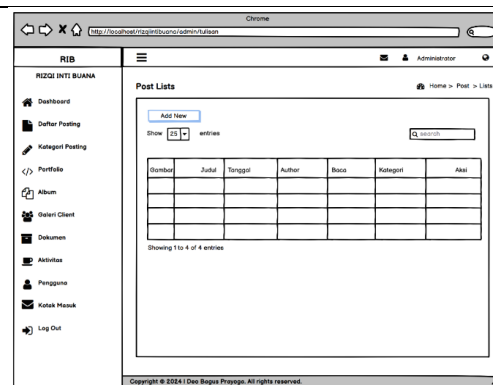 Chrome
http://localhost/rizqiintibuana/admin/tulisan
RIB
Administrator
RIZQI INTI BUANA
Post Lists
Home > Post > Lists
Dashboard
Daftar Posting
Kategori Posting
Portfolio
Album
Galeri Client
Dokumen
Aktivitas
Pengguna
Kotak Masuk
Log Out
Add New
Show 25 entries
search
Gambar Judul Tanggal Author Baca Kategori Aksi
Showing 1 to 4 of 4 entries
Copyright © 2024 | Deo Bagus Prayogo. All rights reserved.